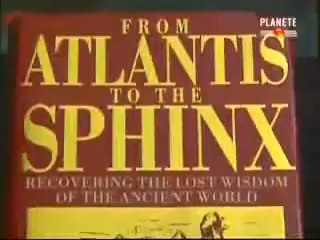 PLANETE
FROM
ATLANTIS
TO THE
SPHINX
RECOVERING THE LOST WISDOM
OF THE ANCIENT WORLD